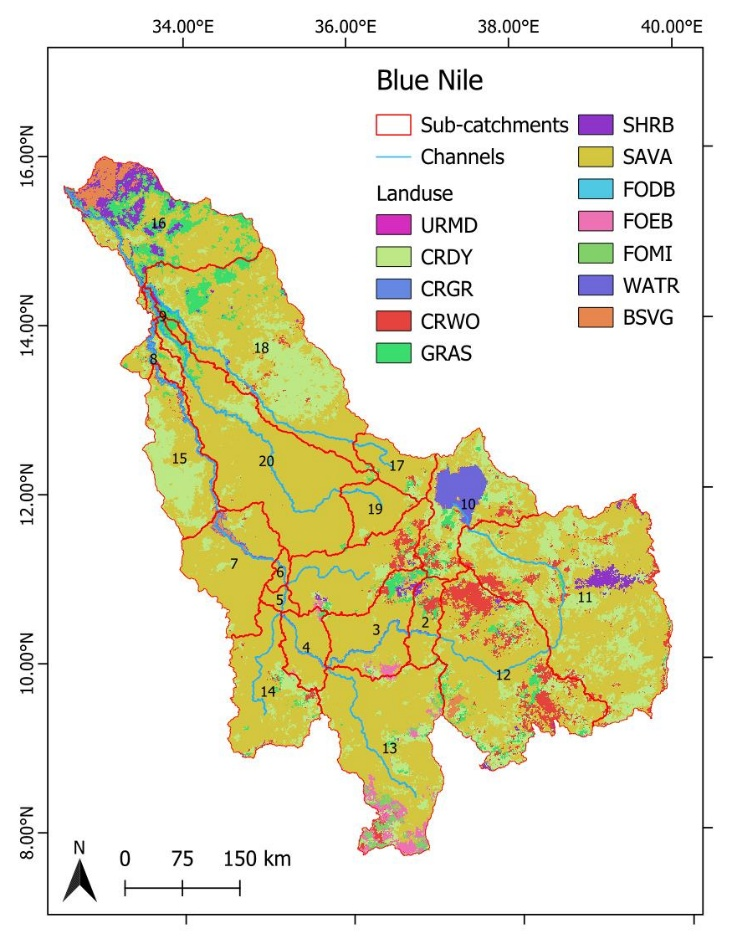 34.00°E 36.00°E 38.00°E 40.00°E
Blue Nile
Sub-catchments
Channels
Landuse
URMD
CRDY
CRGR
CRWO
GRAS
SHRB
SAVA
FODB
FOEB
FOMI
WATR
BSVG
16.00°N
14.00°N
12.00°N
10.00°N
8.00°N
16
9
18
8
15
20
17
10
19
7
6
5
11
2
3
4
12
14
13
N
0 75 150 km